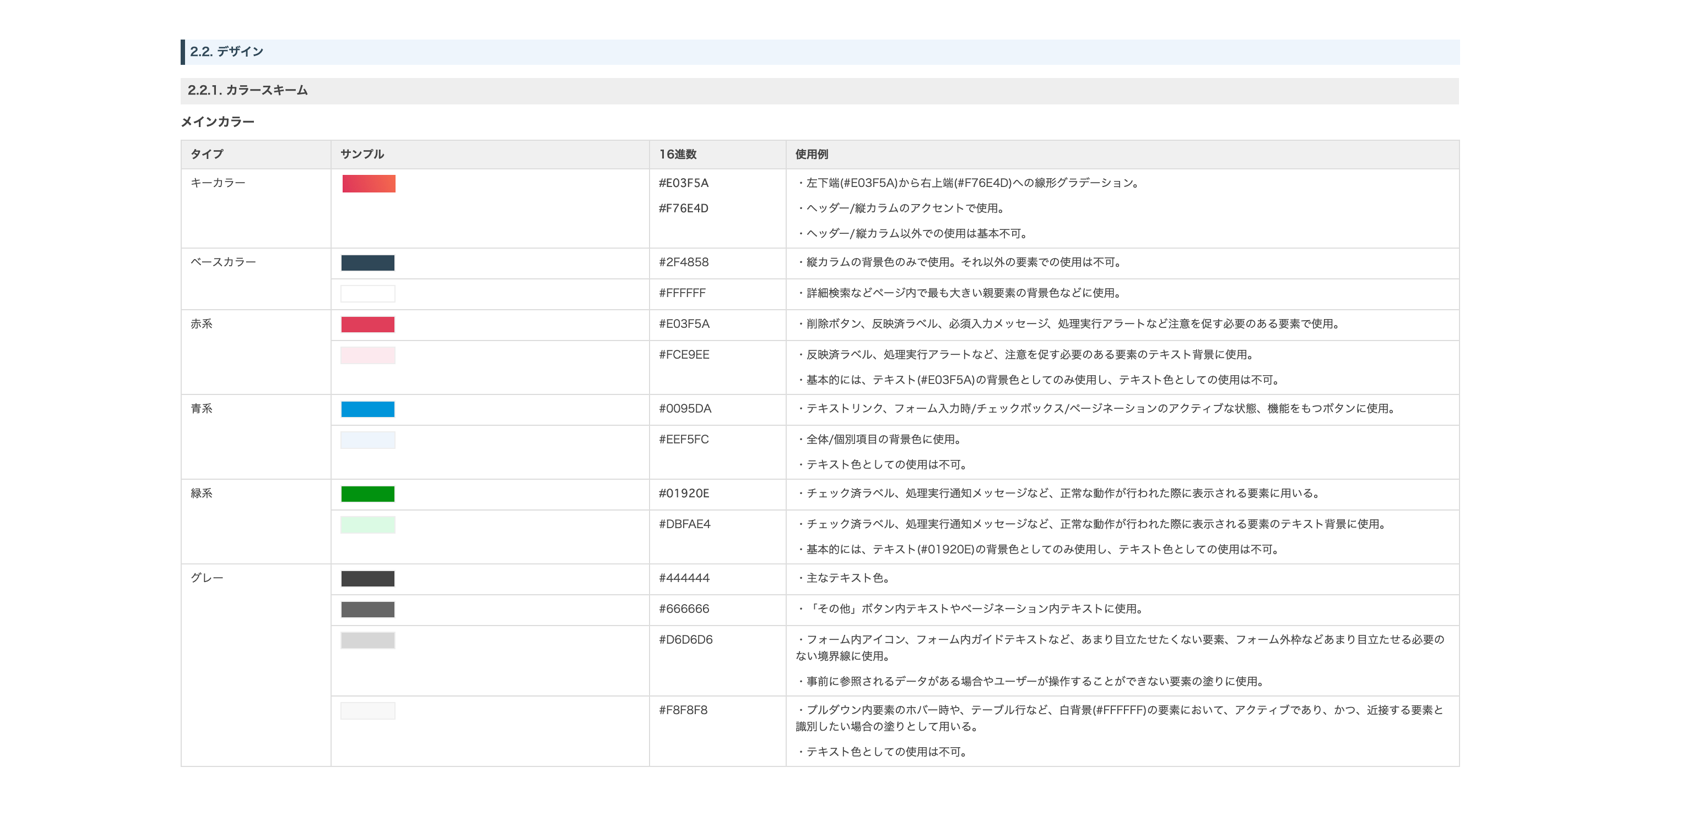 2.2. デザイン
2.2.1. カラースキーム
メインカラー
タイプ サンプル 16進数 使用例
キーカラー #E03F5A ・左下端(#E03F5A)から右上端(#F76E4D)への線形グラデーション。
#F76E4D ・ヘッダー/縦カラムのアクセントで使用。
・ヘッダー/縦カラム以外での使用は基本不可。
ベースカラー #2F4858 ・縦カラムの背景色のみで使用。それ以外の要素での使用は不可。
#FFFFFF ・詳細検索などページ内で最も大きい親要素の背景色などに使用。
赤系 #E03F5A ・削除ボタン、反映済ラベル、必須入力メッセージ、処理実行アラートなど注意を促す必要のある要素で使用。
#FCE9EE ・反映済ラベル、処理実行アラートなど、注意を促す必要のある要素のテキスト背景に使用。
・基本的には、テキスト(#E03F5A)の背景色としてのみ使用し、テキスト色としての使用は不可。
青系 #0095DA ・テキストリンク、フォーム入力時/チェックボックス/ページネーションのアクティブな状態、機能をもつボタンに使用。
#EEF5FC ・全体/個別項目の背景色に使用。
・テキスト色としての使用は不可。
緑系 #01920E ・チェック済ラベル、処理実行通知メッセージなど、正常な動作が行われた際に表示される要素に用いる。
#DBFAE4 ・チェック済ラベル、処理実行通知メッセージなど、正常な動作が行われた際に表示される要素のテキスト背景に使用。
・基本的には、テキスト(#01920E)の背景色としてのみ使用し、テキスト色としての使用は不可。
グレー #444444 ・主なテキスト色。
#666666 ・「その他」ボタン内テキストやページネーション内テキストに使用。
#D6D6D6 ・フォーム内アイコン、フォーム内ガイドテキストなど、あまり目立たせたくない要素、フォーム外枠などあまり目立たせる必要の
ない境界線に使用。
・事前に参照されるデータがある場合やユーザーが操作することができない要素の塗りに使用。
#F8F8F8 ・プルダウン内要素のホバー時や、テーブル行など、白背景(#FFFFFF)の要素において、アクティブであり、かつ、近接する要素と
識別したい場合の塗りとして用いる。
・テキスト色としての使用は不可。